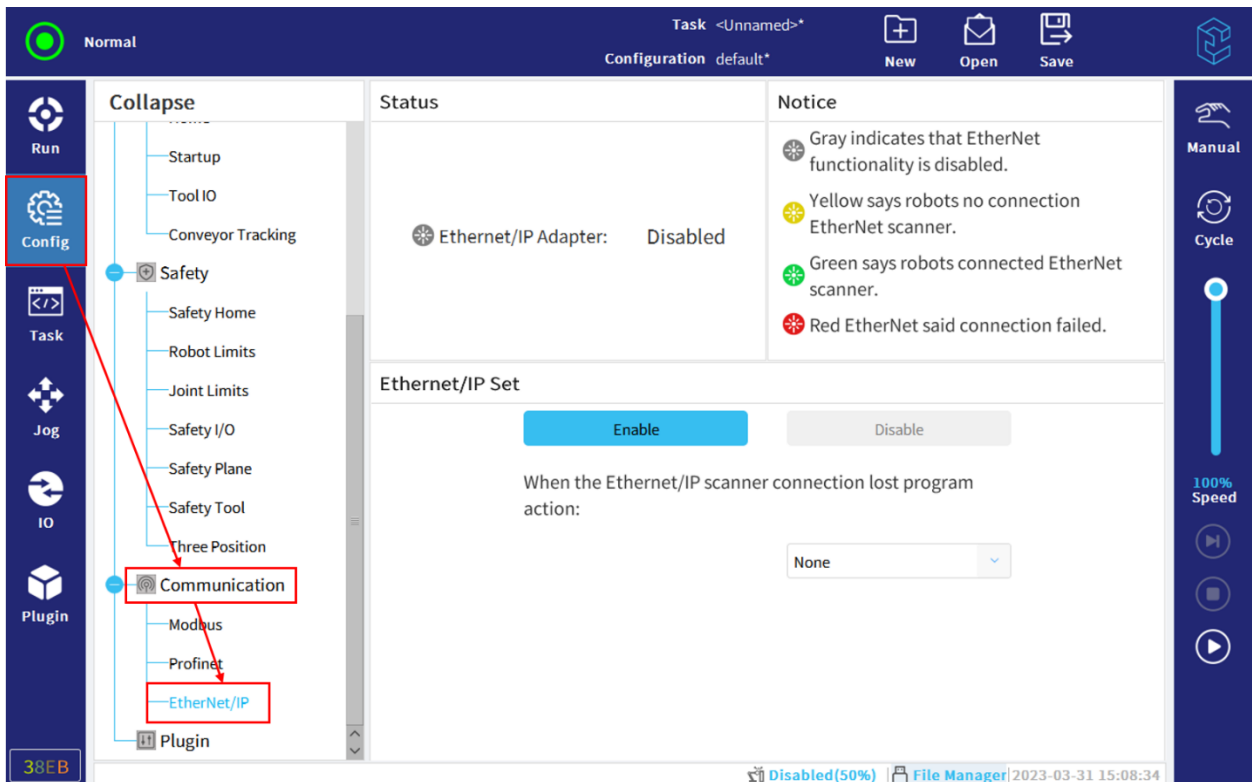 Normal
Task <Unnamed>*
Configuration default*
New
Open
Save
Run
Config
Task
Jog
IO
Plugin
38EB
Collapse
Startup
Tool IO
Conveyor Tracking
Safety
Safety Home
Robot Limits
Joint Limits
Safety I/O
Safety Plane
Safety Tool
Three Position
Communication
Modbus
Profinet
EtherNet/IP
Plugin
Status
Ethernet/IP Adapter: Disabled
Notice
Gray indicates that EtherNet
functionality is disabled.
Yellow says robots no connection
EtherNet scanner.
Green says robots connected EtherNet
scanner.
Red EtherNet said connection failed.
Ethernet/IP Set
Enable
Disable
When the Ethernet/IP scanner connection lost program
action:
None
Manual
Cycle
100%
Speed
Disabled(50%)
File Manager
2023-03-31 15:08:34